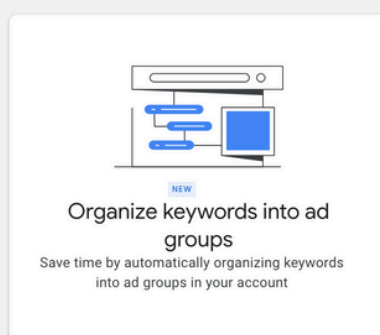 NEW
Organize keywords into ad
groups
Save time by automatically organizing keywords
into ad groups in your account